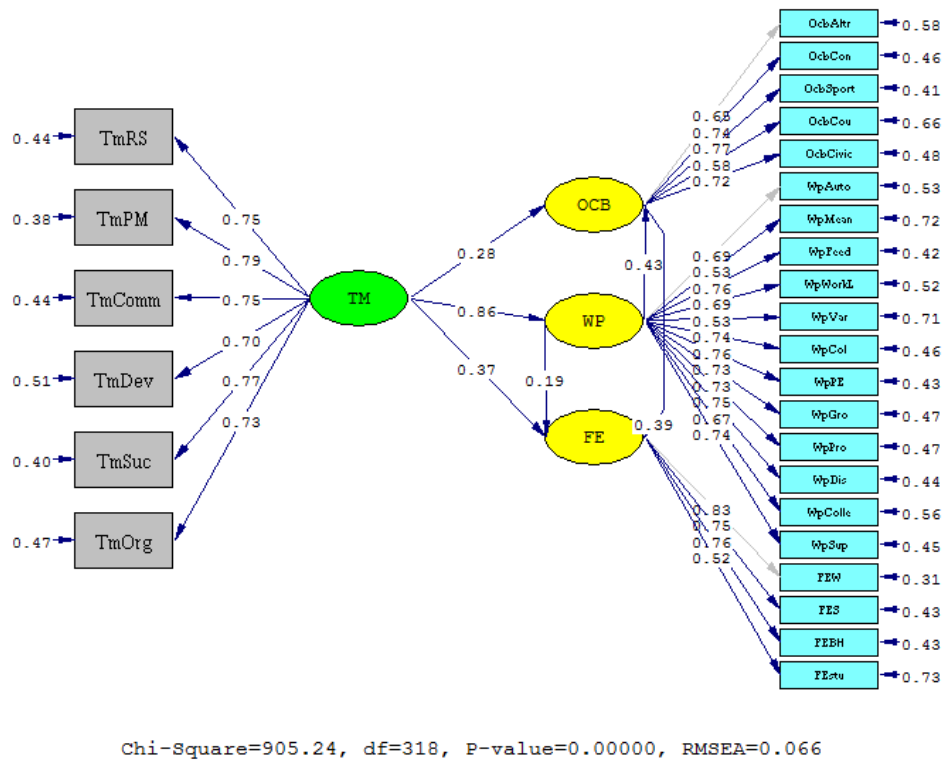 OcbAltr 0.58
OcbCon 0.46
OcbSport 0.41
OcbCou 0.66
OcbCivic 0.48
WpAuto 0.53
WpMean 0.72
WpFeed 0.42
WpWorkL 0.52
WpVar 0.71
WpCol 0.46
WpPE 0.43
WpGro 0.47
WpPro 0.47
WpDis 0.44
WpColle 0.56
WpSup 0.45
FEW 0.31
FES 0.43
FEBH 0.43
FEstu 0.73
0.44 TmRS
0.38 TmPM
0.44 TmComm
0.51 TmDev
0.40 TmSuc
0.47 TmOrg
0.75
0.79
0.75
0.70
0.77
0.73
TM
0.28
0.86
0.37
OCB
WP
FE
0.43
0.19
0.39
0.74
0.77
0.58
0.72
0.69
0.53
0.76
0.69
0.53
0.74
0.76
0.73
0.73
0.75
0.67
0.74
0.83
0.75
0.76
0.52
Chi-Square=905.24, df=318, P-value=0.00000, RMSEA=0.066